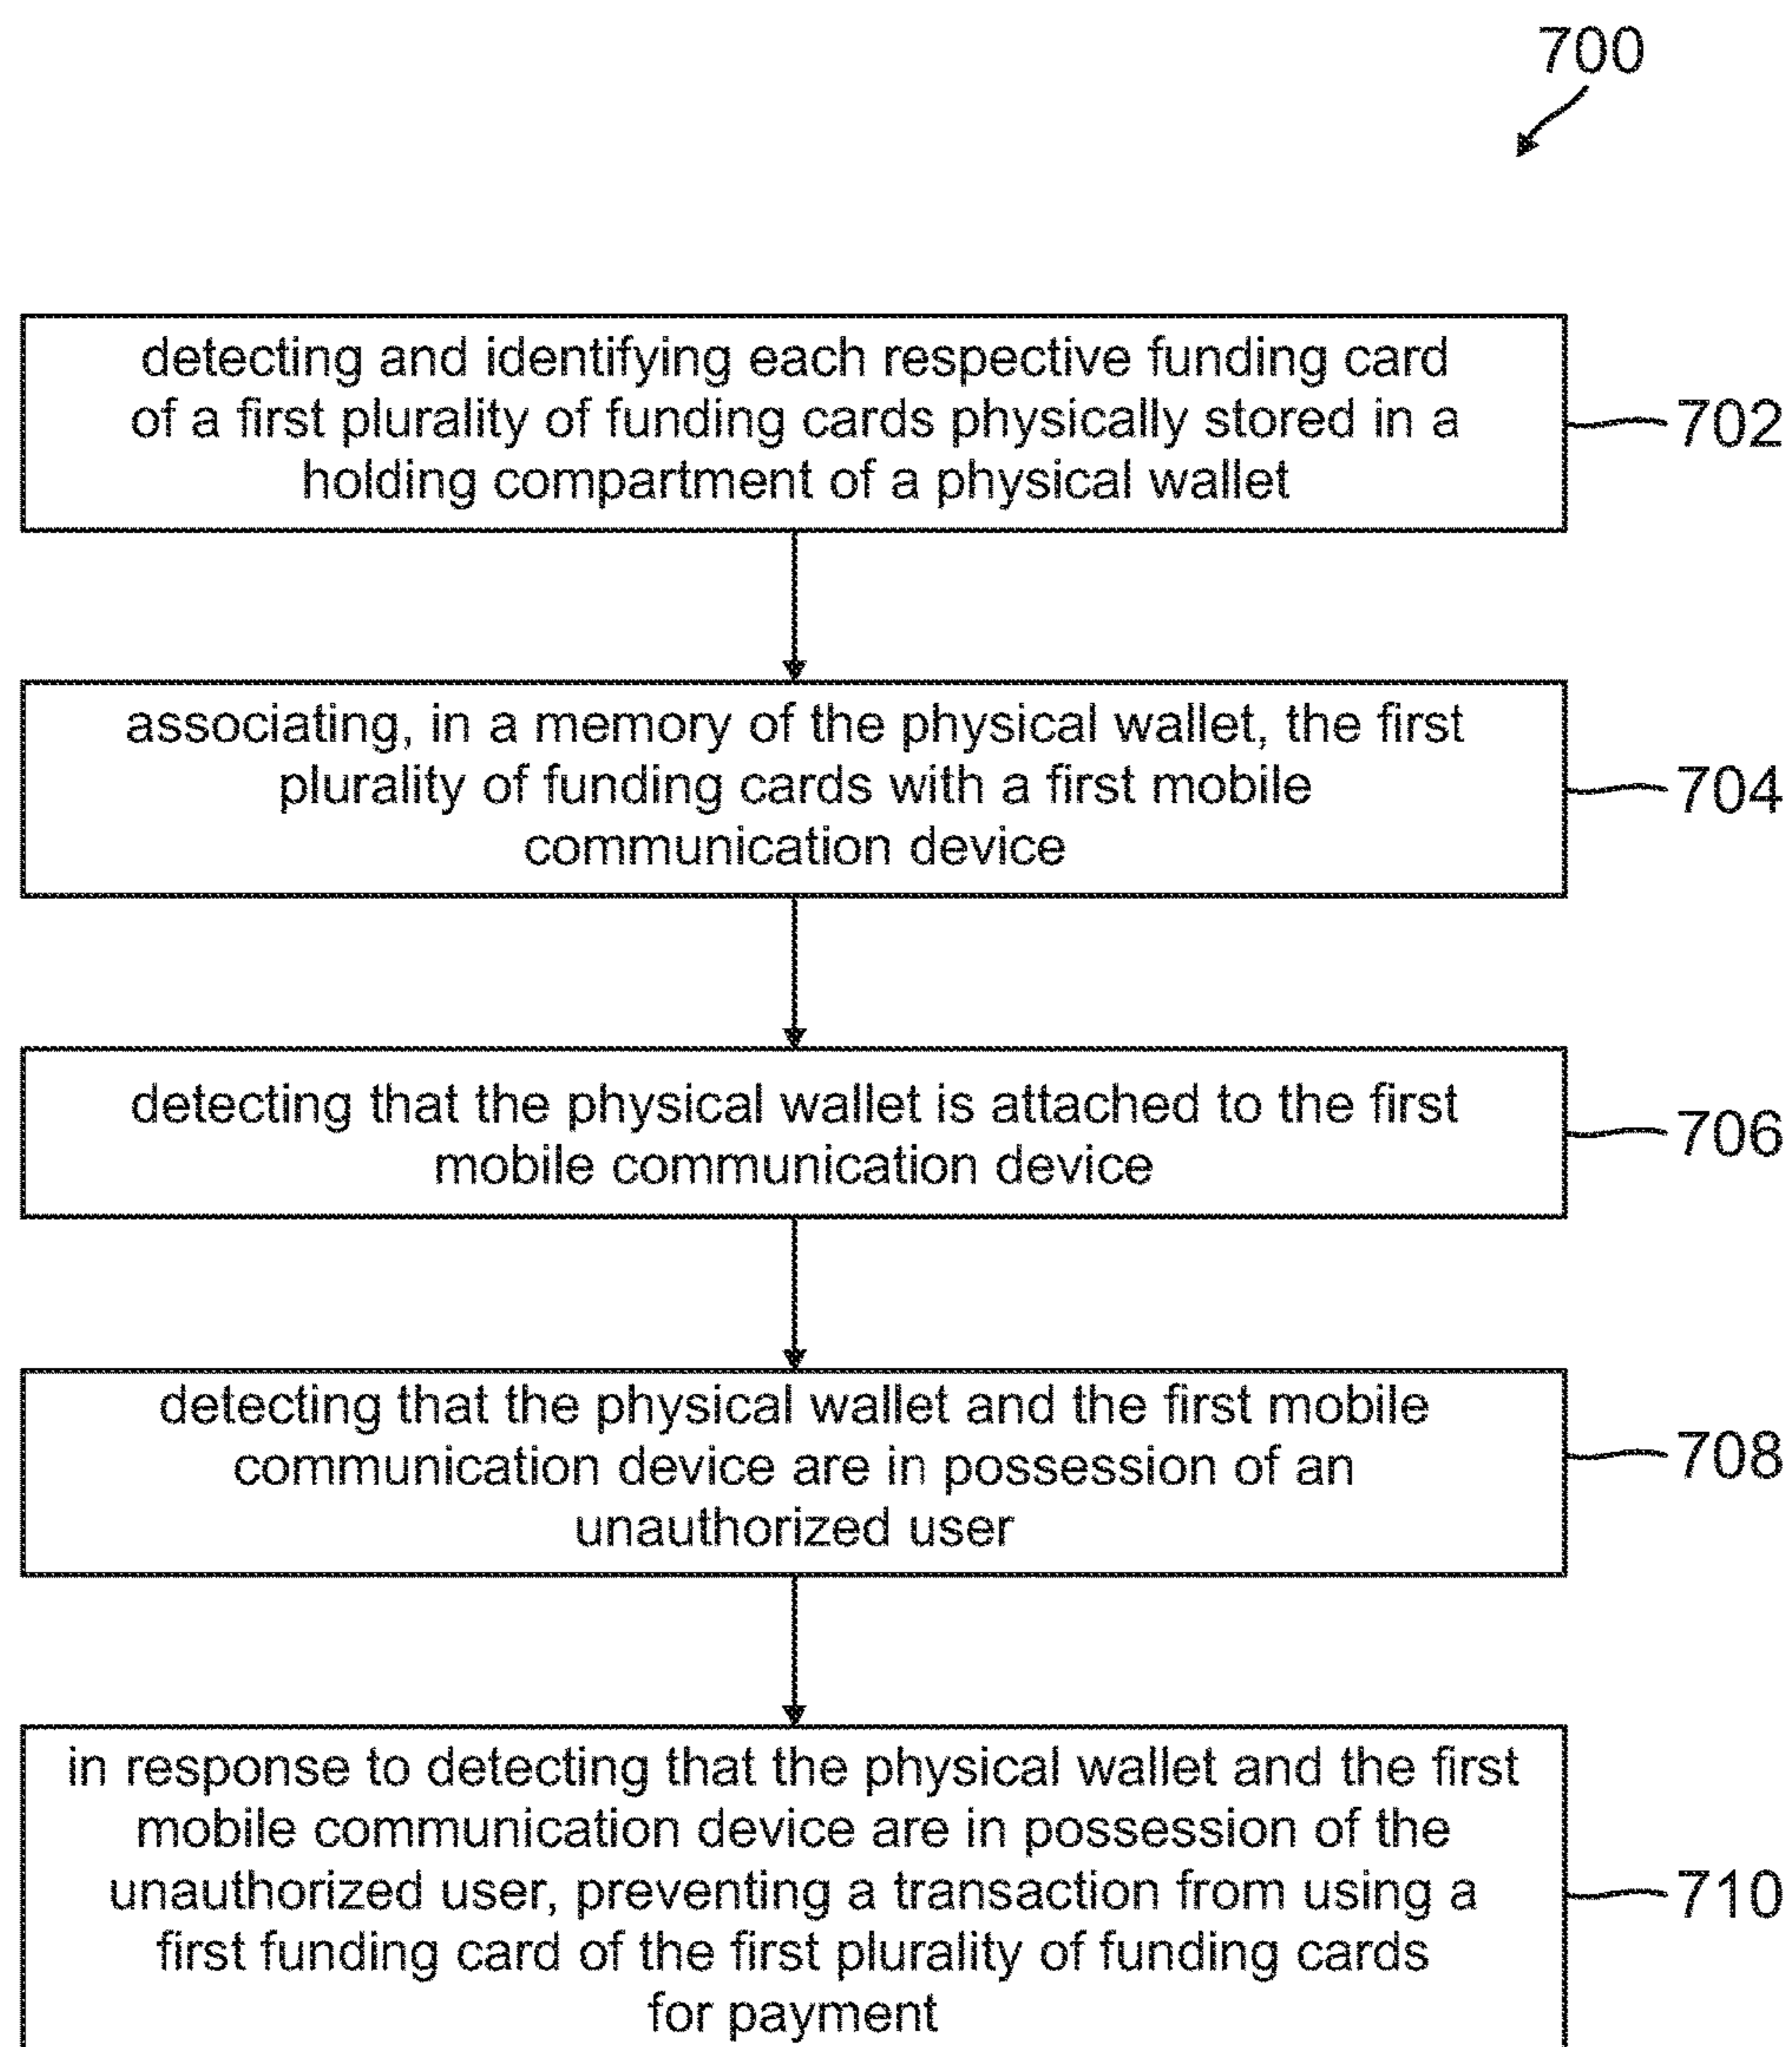 700
detecting and identifying each respective funding card
of a first plurality of funding cards physically stored in a
holding compartment of a physical wallet
702
associating, in a memory of the physical wallet, the first
plurality of funding cards with a first mobile
communication device
704
detecting that the physical wallet is attached to the first
mobile communication device
706
detecting that the physical wallet and the first mobile
communication device are in possession of an
unauthorized user
708
in response to detecting that the physical wallet and the first
mobile communication device are in possession of the
unauthorized user, preventing a transaction from using a
first funding card of the first plurality of funding cards
for payment
710